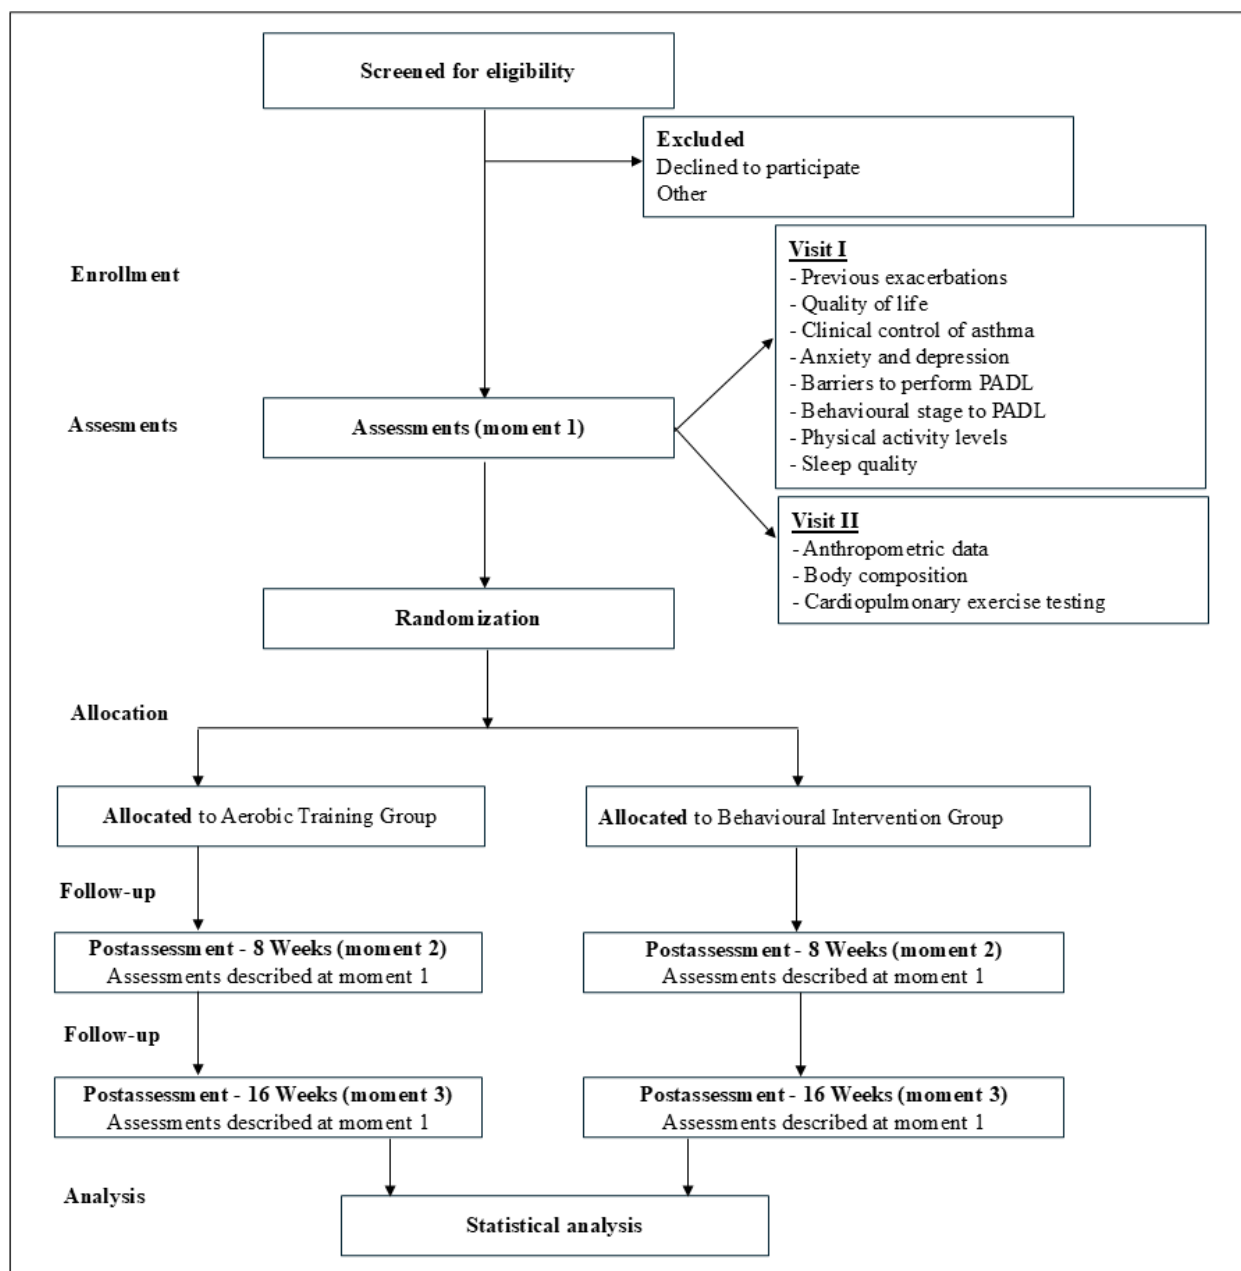 Screened for eligibility
Excluded
Declined to participate
Other
Enrollment
Visit I
- Previous exacerbations
- Quality of life
- Clinical control of asthma
- Anxiety and depression
- Barriers to perform PADL
- Behavioural stage to PADL
- Physical activity levels
- Sleep quality
Assesments
Assessments (moment 1)
Visit II
- Anthropometric data
- Body composition
- Cardiopulmonary exercise testing
Randomization
Allocation
Allocated to Aerobic Training Group
Allocated to Behavioural Intervention Group
Follow-up
Postassessment - 8 Weeks (moment 2)
Assessments described at moment 1
Postassessment - 8 Weeks (moment 2)
Assessments described at moment 1
Follow-up
Postassessment - 16 Weeks (moment 3)
Assessments described at moment 1
Postassessment - 16 Weeks (moment 3)
Assessments described at moment 1
Analysis
Statistical analysis